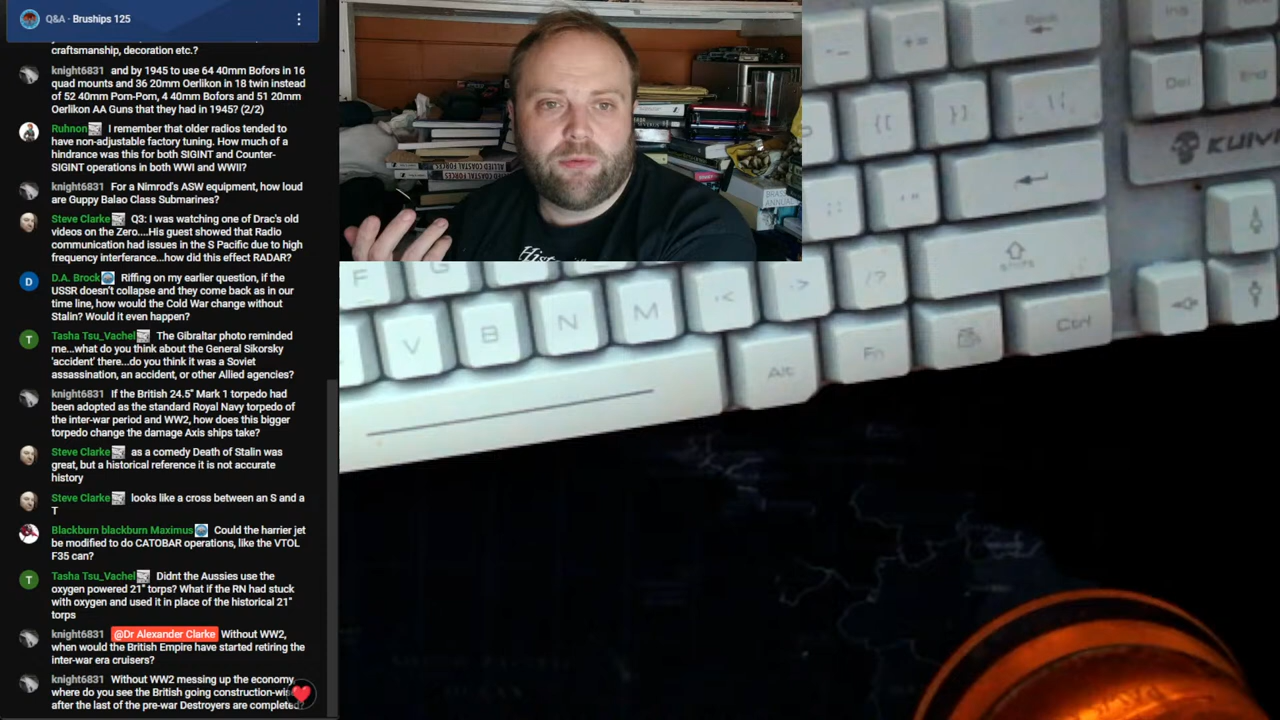 Q&A · Bruships 125
craftsmanship, decoration etc.?
knight6831 and by 1945 to use 64 40mm Bofors in 16
quad mounts and 36 20mm Oerlikon in 18 twin instead
of 52 40mm Pom-Pom, 4 40mm Bofors and 51 20mm
Oerlikon AA Guns that they had in 1945? (2/2)
Ruhnon I remember that older radios tended to
have non-adjustable factory tuning. How much of a
hindrance was this for both SIGINT and Counter-
SIGINT operations in both WWI and WWII?
knight6831 For a Nimrod's ASW equipment, how loud
are Guppy Balao Class Submarines?
Steve Clarke Q3: I was watching one of Drac's old
videos on the Zero....His guest showed that Radio
communication had issues in the S Pacific due to high
frequency interferance...how did this effect RADAR?
D.A. Brock Riffing on my earlier question, if the
USSR doesn't collapse and they come back as in our
time line, how would the Cold War change without
Stalin? Would it even happen?
Tasha Tsu_Vachel The Gibraltar photo reminded
me...what do you think about the General Sikorsky
'accident' there...do you think it was a Soviet
assassination, an accident, or other Allied agencies?
knight6831 If the British 24.5" Mark 1 torpedo had
been adopted as the standard Royal Navy torpedo of
the inter-war period and WW2, how does this bigger
torpedo change the damage Axis ships take?
Steve Clarke as a comedy Death of Stalin was
great, but a historical reference it is not accurate
history
Steve Clarke looks like a cross between an S and a
T
Blackburn blackburn Maximus Could the harrier jet
be modified to do CATOBAR operations, like the VTOL
F35 can?
Tasha Tsu_Vachel Didnt the Aussies use the
oxygen powered 21" torps? What if the RN had stuck
with oxygen and used it in place of the historical 21"
torps
knight6831 @Dr Alexander Clarke Without WW2,
when would the British Empire have started retiring the
inter-war era cruisers?
knight6831 Without WW2 messing up the economy
where do you see the British going construction-wi
after the last of the pre-war Destroyers are completed?
ALLIED COASTAL FORCES
BRASS
ANNUAL
Back
Ins
Del
End
F
G
V
B
N
M
Shift
Alt
Fn
Ctrl